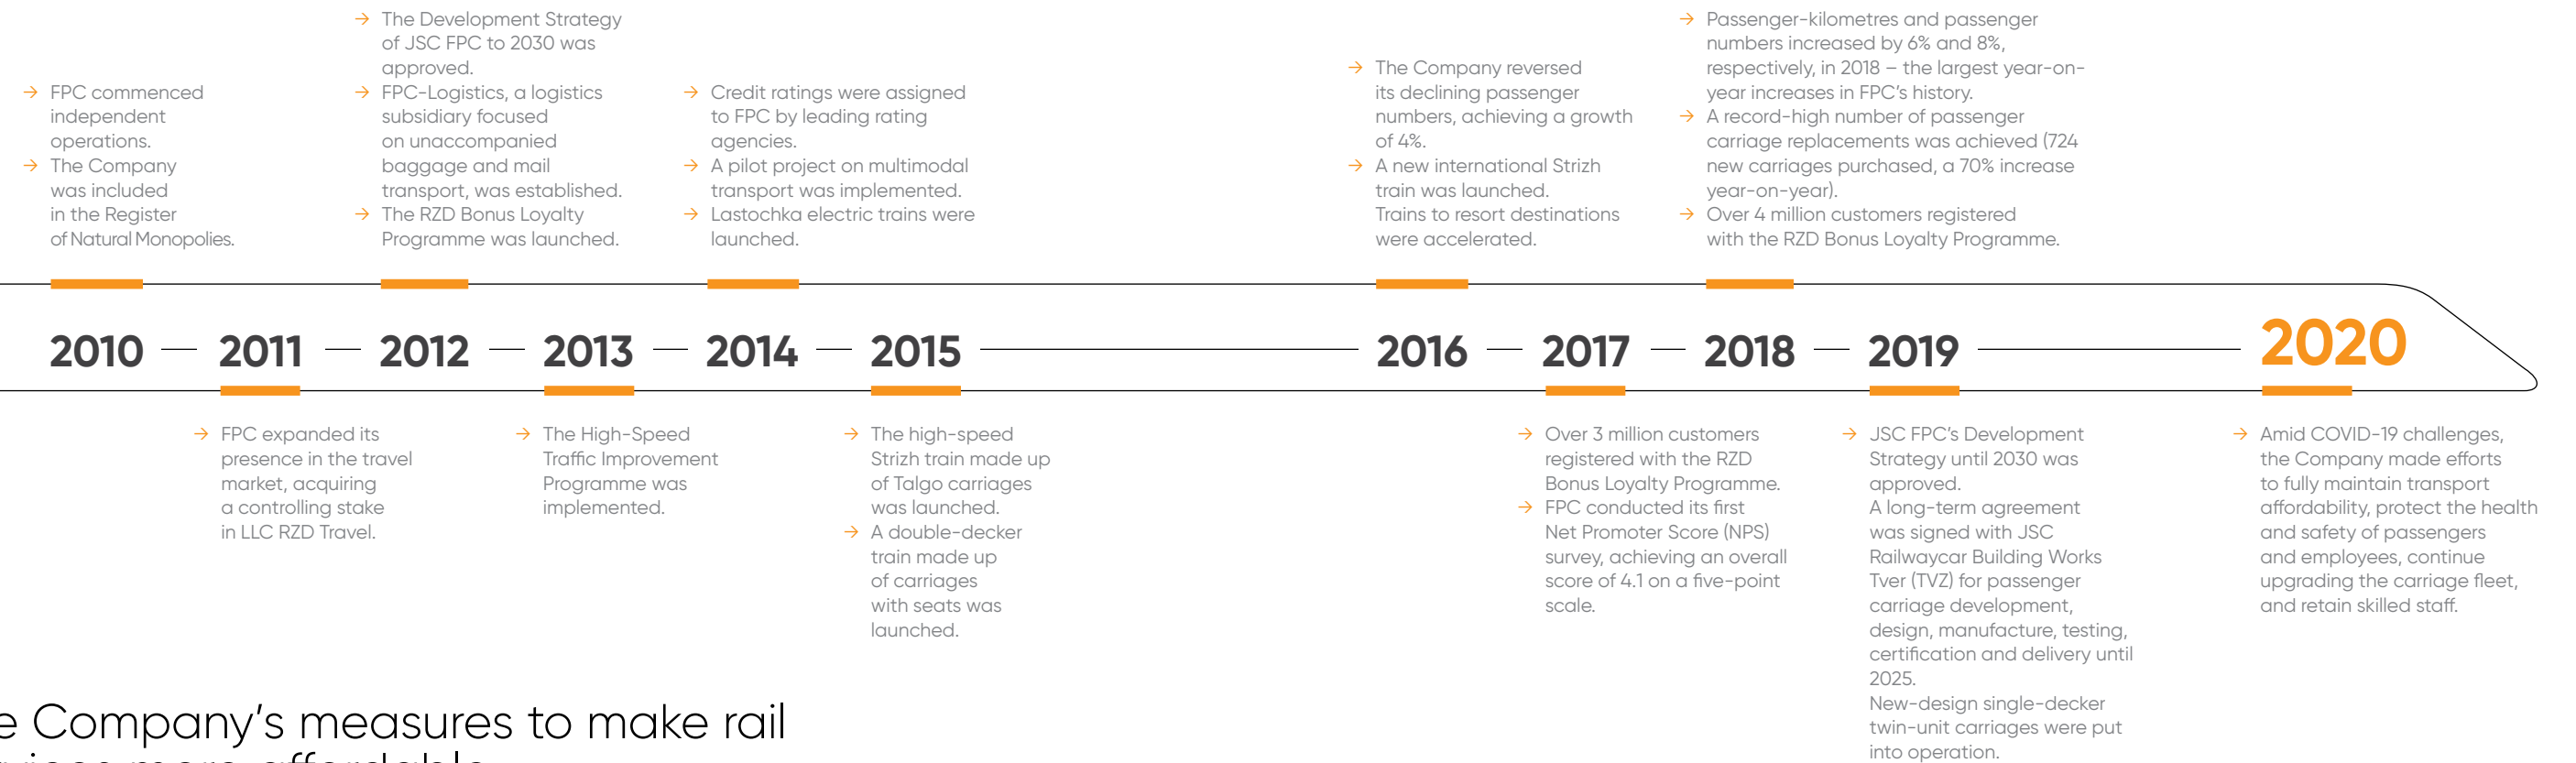 → FPC commenced
independent
operations.
→ The Company
was included
in the Register
of Natural Monopolies.
→ The Development Strategy
of JSC FPC to 2030 was
approved.
→ FPC-Logistics, a logistics
subsidiary focused
on unaccompanied
baggage and mail
transport, was established.
→ The RZD Bonus Loyalty
Programme was launched.
→ Credit ratings were assigned
to FPC by leading rating
agencies.
→ A pilot project on multimodal
transport was implemented.
→ Lastochka electric trains were
launched.
→ The Company reversed
its declining passenger
numbers, achieving a growth
of 4%.
→ A new international Strizh
train was launched.
Trains to resort destinations
were accelerated.
→ Passenger-kilometres and passenger
numbers increased by 6% and 8%,
respectively, in 2018 – the largest year-on-
year increases in FPC's history.
→ A record-high number of passenger
carriage replacements was achieved (724
new carriages purchased, a 70% increase
year-on-year).
→ Over 4 million customers registered
with the RZD Bonus Loyalty Programme.
2010 2011 2012 2013 2014 2015 2016 2017 2018 2019 2020
→ FPC expanded its
presence in the travel
market, acquiring
a controlling stake
in LLC RZD Travel.
→ The High-Speed
Traffic Improvement
Programme was
implemented.
→ The high-speed
Strizh train made up
of Talgo carriages
was launched.
→ A double-decker
train made up
of carriages
with seats was
launched.
→ Over 3 million customers
registered with the RZD
Bonus Loyalty Programme.
→ FPC conducted its first
Net Promoter Score (NPS)
survey, achieving an overall
score of 4.1 on a five-point
scale.
→ JSC FPC's Development
Strategy until 2030 was
approved.
A long-term agreement
was signed with JSC
Railwaycar Building Works
Tver (TVZ) for passenger
carriage development,
design, manufacture, testing,
certification and delivery until
2025.
New-design single-decker
twin-unit carriages were put
into operation.
→ Amid COVID-19 challenges,
the Company made efforts
to fully maintain transport
affordability, protect the health
and safety of passengers
and employees, continue
upgrading the carriage fleet,
and retain skilled staff.
e Company's measures to make rail
more affordable